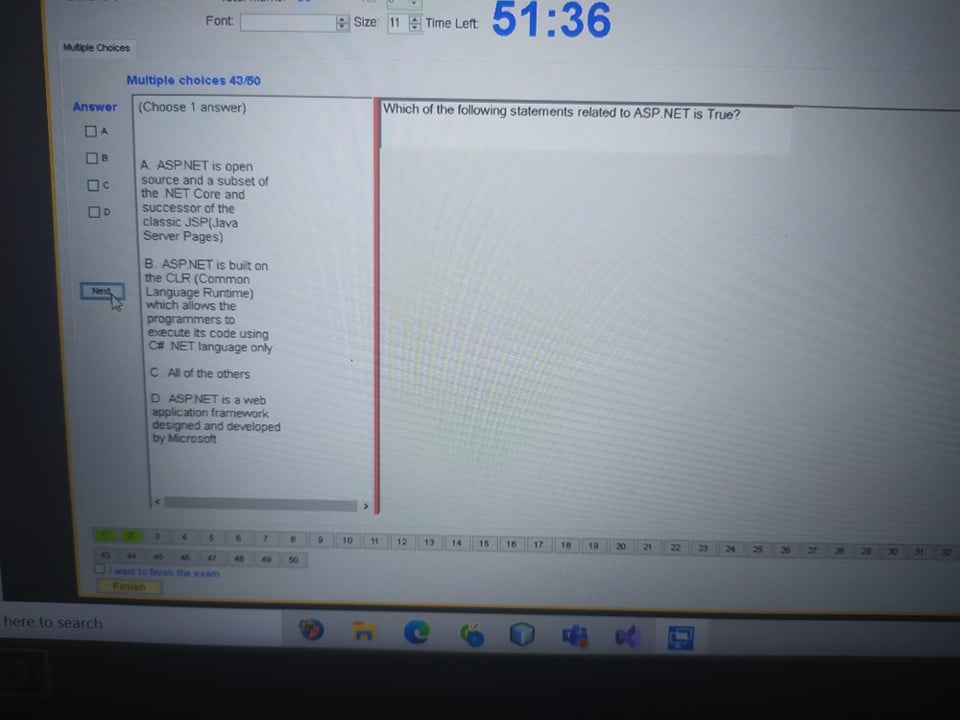 Font: Size: 11 Time Left: 51:36
Multiple Choices
Multiple choices 43/50
Answer
(Choose 1 answer)
Which of the following statements related to ASP.NET is True?
A
B
C
D
A. ASP.NET is open
source and a subset of
the .NET Core and
successor of the
classic JSP(Java
Server Pages)
B. ASP.NET is built on
the CLR (Common
Language Runtime)
which allows the
programmers to
execute its code using
C# .NET language only
C. All of the others
D. ASP.NET is a web
application framework
designed and developed
by Microsoft
Next
1 2 3 4 5 6 7 8 9 10 11 12 13 14 15 16 17 18 19 20 21 22 23 24 25 26 27 28 29 30 31 32
43 44 45 46 47 48 49 50
I want to finish the exam.
Finish
here to search